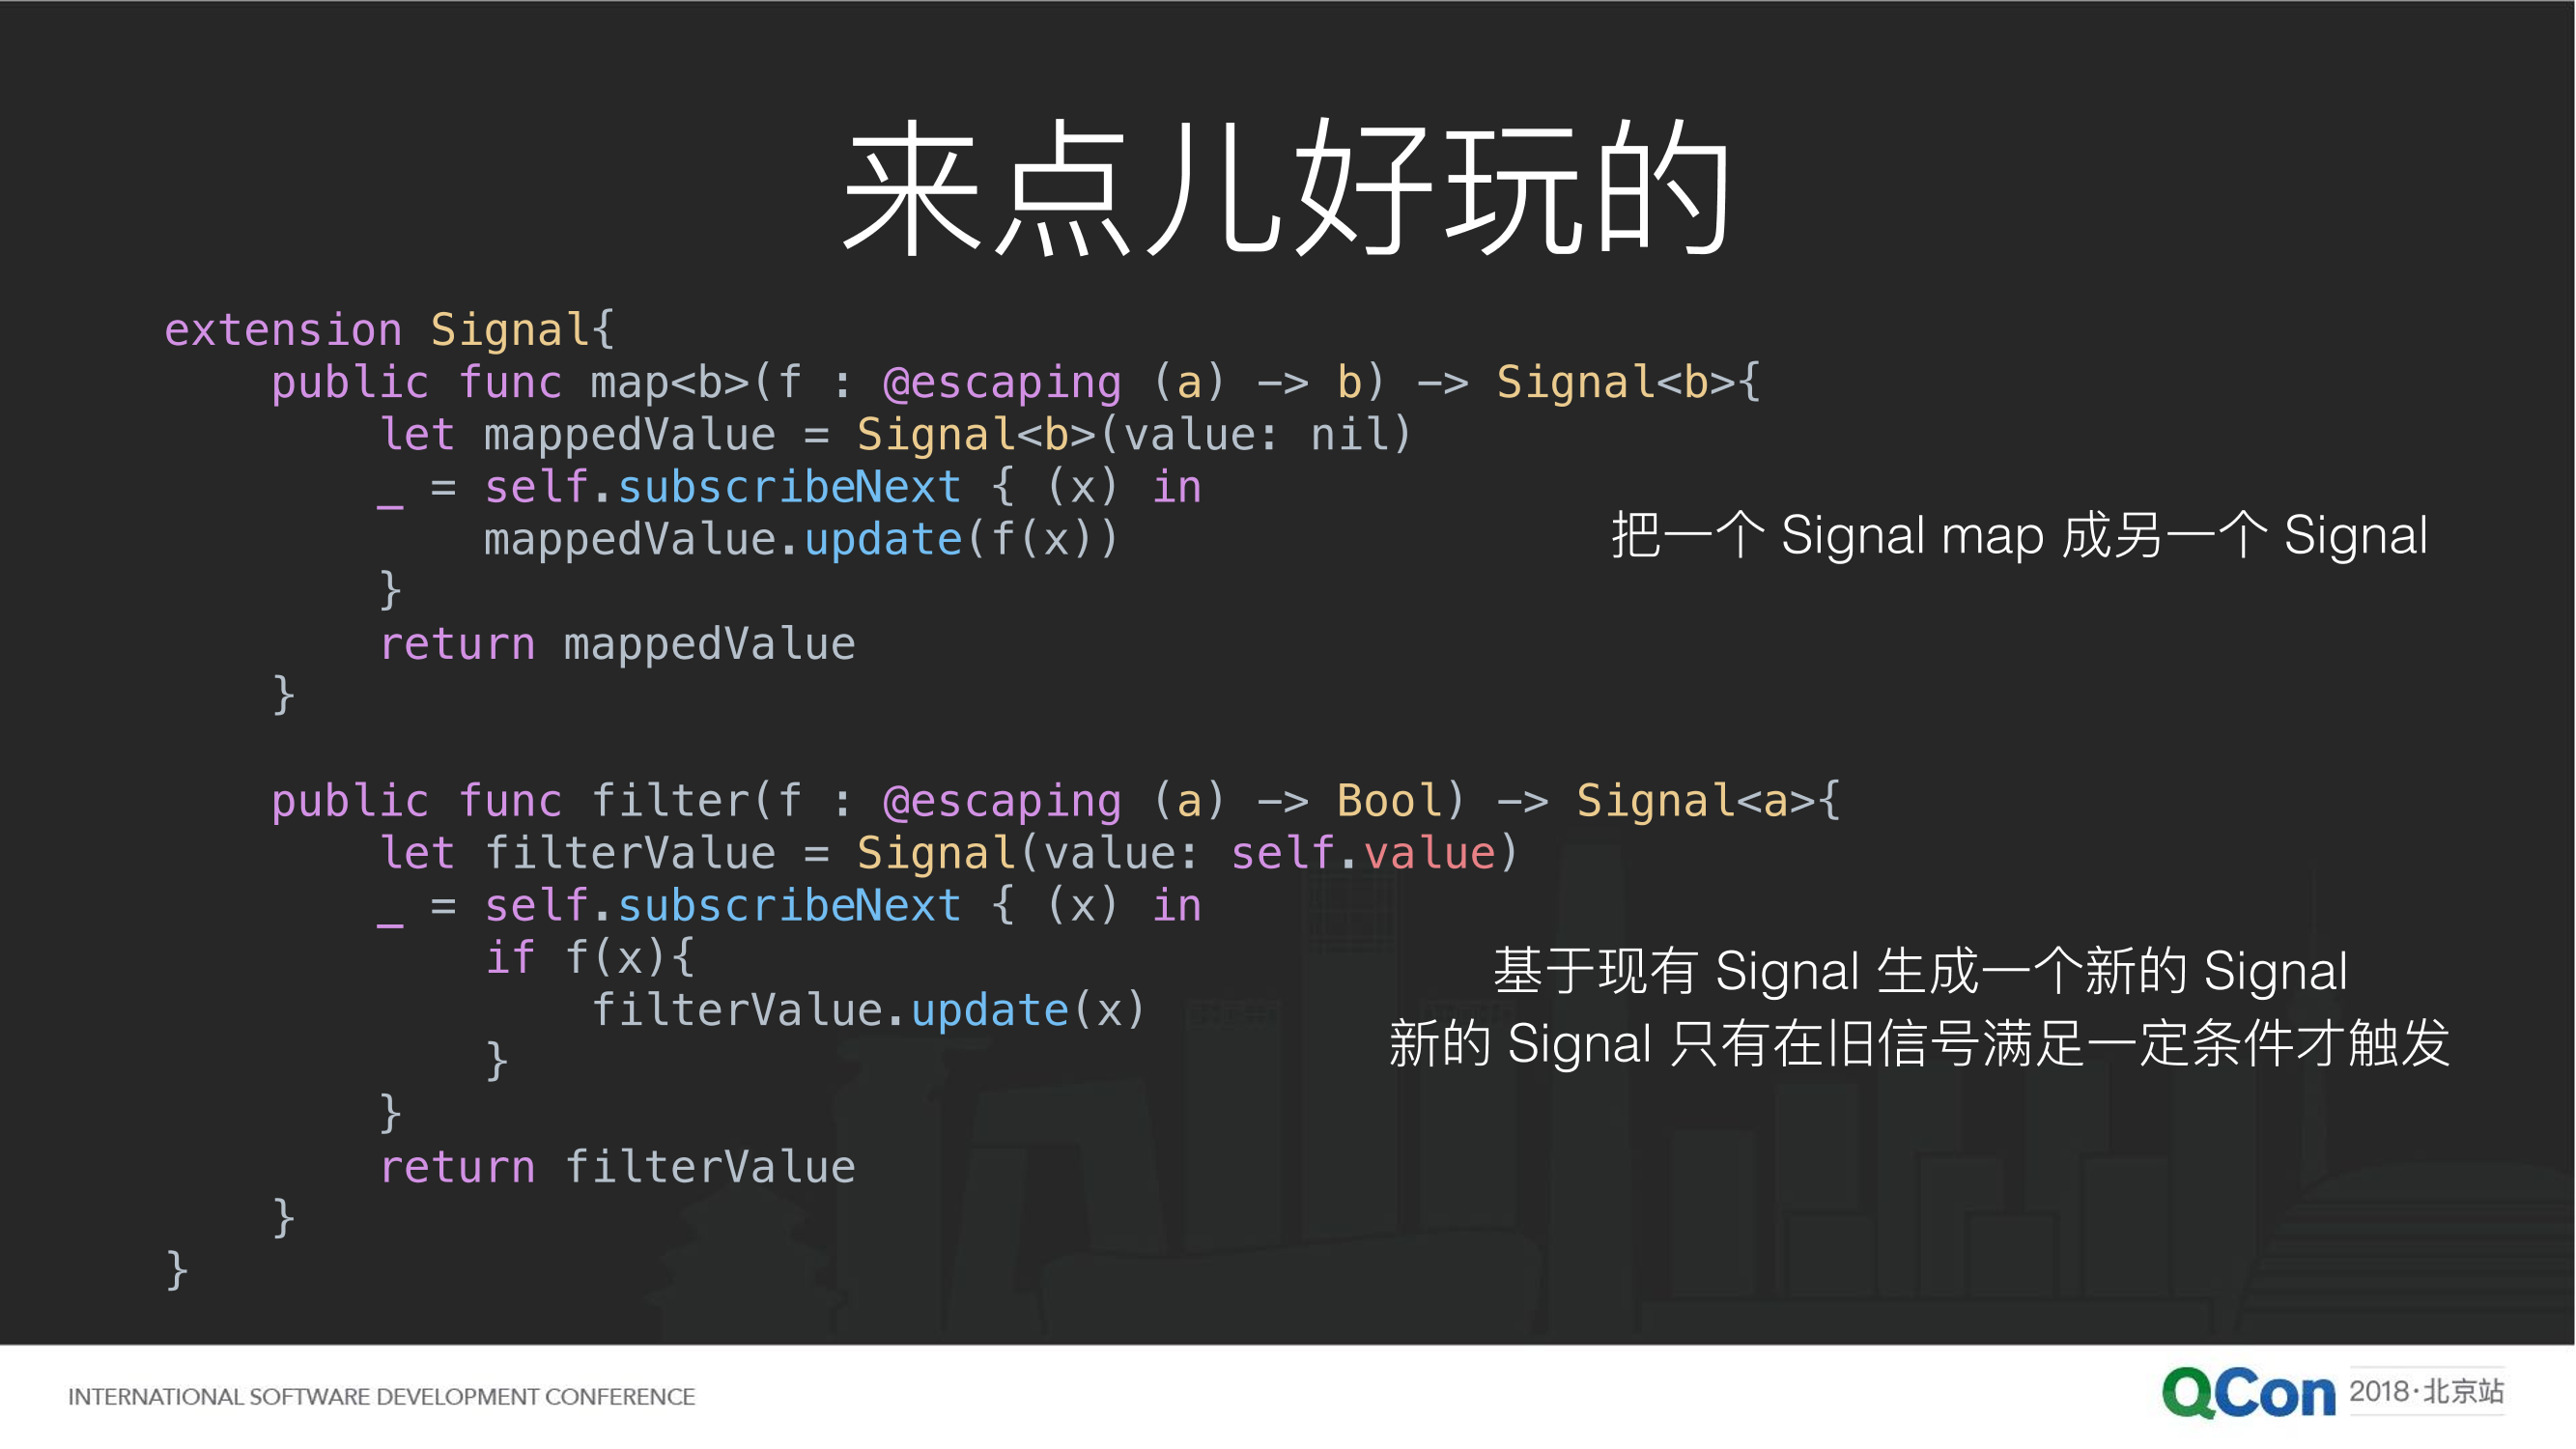 来点儿好玩的
extension Signal{
    public func map<b>(f : @escaping (a) -> b) -> Signal<b>{
        let mappedValue = Signal<b>(value: nil)
        _ = self.subscribeNext { (x) in
            mappedValue.update(f(x))
        }
        return mappedValue
    }
把一个 Signal map 成另一个 Signal
    public func filter(f : @escaping (a) -> Bool) -> Signal<a>{
        let filterValue = Signal(value: self.value)
        _ = self.subscribeNext { (x) in
            if f(x){
                filterValue.update(x)
            }
        }
        return filterValue
    }
}
基于现有 Signal 生成一个新的 Signal
新的 Signal 只有在旧信号满足一定条件才触发
INTERNATIONAL SOFTWARE DEVELOPMENT CONFERENCE
QCon 2018·北京站